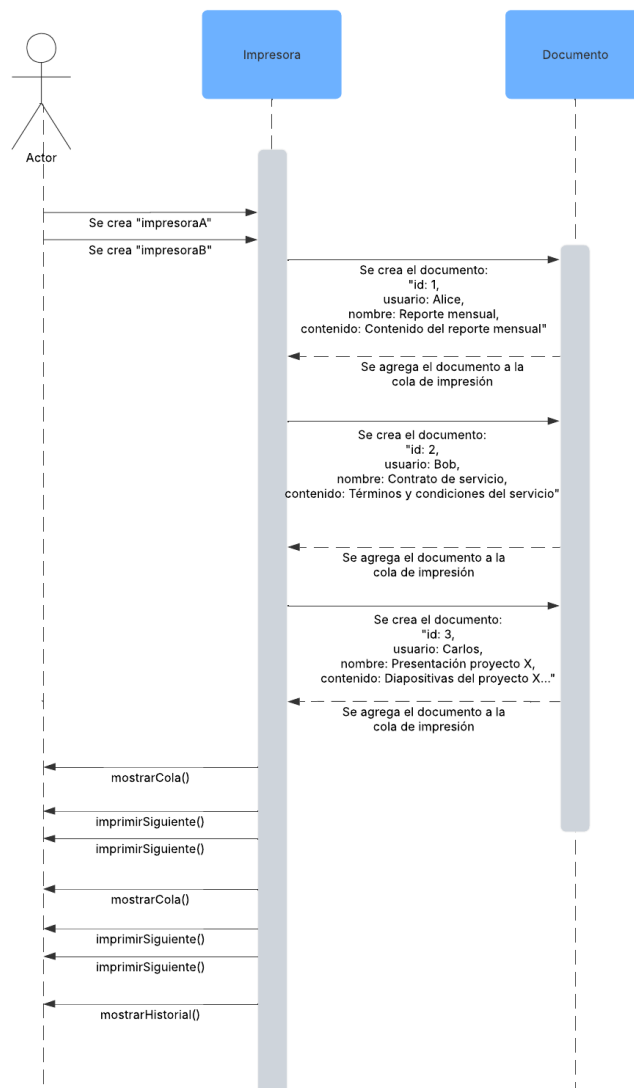 Impresora
Documento
Actor
Se crea "impresoraA"
Se crea "impresoraB"
Se crea el documento:
"id: 1,
usuario: Alice,
nombre: Reporte mensual,
contenido: Contenido del reporte mensual"
Se agrega el documento a la
cola de impresión
Se crea el documento:
"id: 2,
usuario: Bob,
nombre: Contrato de servicio,
contenido: Términos y condiciones del servicio"
Se agrega el documento a la
cola de impresión
Se crea el documento:
"id: 3,
usuario: Carlos,
nombre: Presentación proyecto X,
contenido: Diapositivas del proyecto X..."
Se agrega el documento a la
cola de impresión
mostrarCola()
imprimirSiguiente()
imprimirSiguiente()
mostrarCola()
imprimirSiguiente()
imprimirSiguiente()
mostrarHistorial()